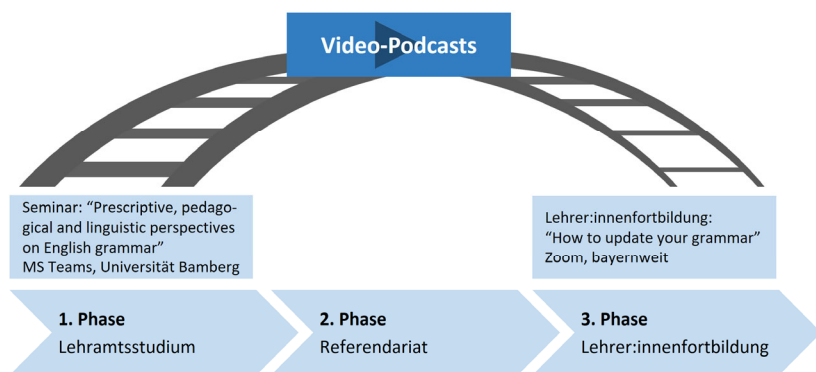 Video-Podcasts
Seminar: “Prescriptive, pedago-
gical and linguistic perspectives
on English grammar”
MS Teams, Universität Bamberg
Lehrer:innenfortbildung:
“How to update your grammar”
Zoom, bayernweit
1. Phase
Lehramtsstudium
2. Phase
Referendariat
3. Phase
Lehrer:innenfortbildung